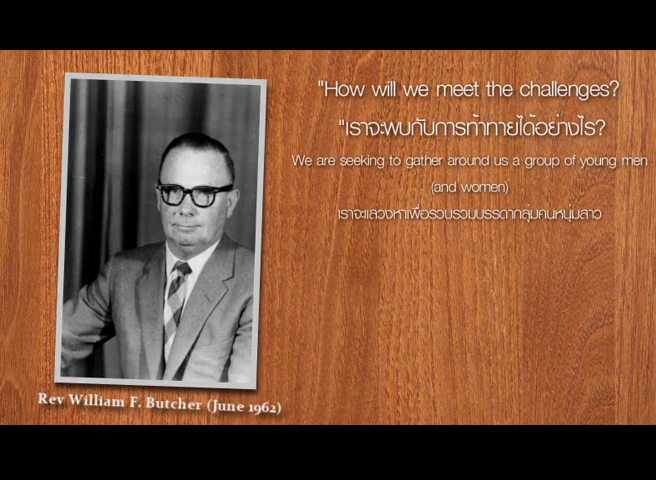 "How will we meet the challenges?
"เราจะพบกับการท้าทายได้อย่างไร?
We are seeking to gather around us a group of young men
(and women)
เราจะแสวงหาเพื่อรวบรวมบรรดากลุ่มคนหนุ่มสาว
Rev William F. Butcher (June 1962)